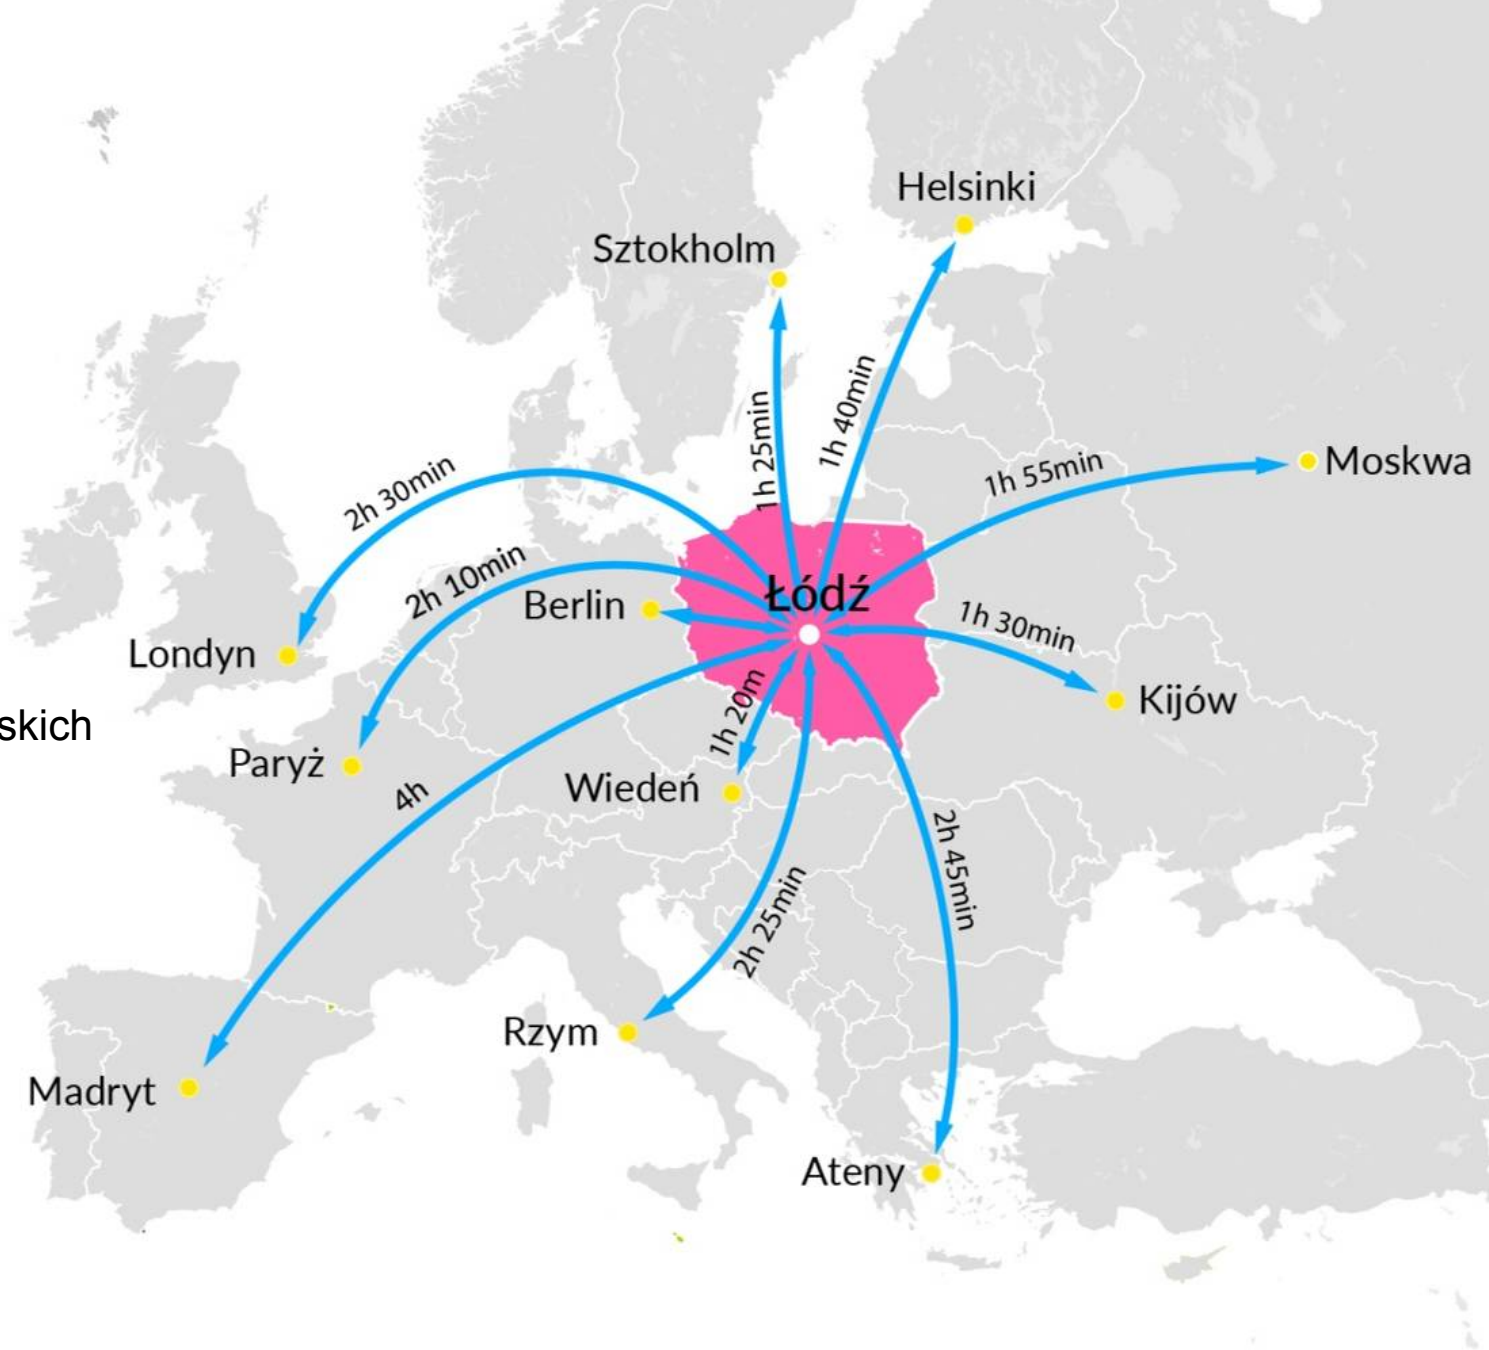 Helsinki
Sztokholm
1h 40min
1h 25min
Moskwa
1h 55min
2h 30min
2h 10min
Berlin
Łódź
1h 30min
Londyn
Kijów
skich
1h 20m
Paryż
Wiedeń
4h
2h 45min
2h 25min
Rzym
Madryt
Ateny